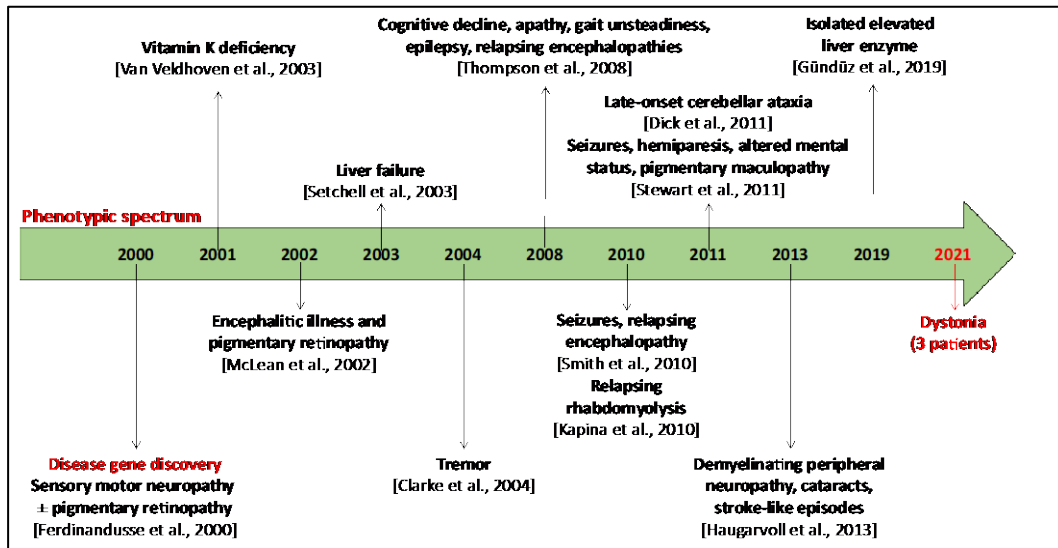 Vitamin K deficiency
[Van Veldhoven et al., 2003]
Cognitive decline, apathy, gait unsteadiness,
epilepsy, relapsing encephalopathies
[Thompson et al., 2008]
Isolated elevated
liver enzyme
[Gündüz et al., 2019]
Liver failure
[Setchell et al., 2003]
Late-onset cerebellar ataxia
[Dick et al., 2011]
Seizures, hemiparesis, altered mental
status, pigmentary maculopathy
[Stewart et al., 2011]
Phenotypic spectrum
2000 2001 2002 2003 2004 2008 2010 2011 2013 2019 2021
Encephalitic illness and
pigmentary retinopathy
[McLean et al., 2002]
Seizures, relapsing
encephalopathy
[Smith et al., 2010]
Relapsing
rhabdomyolysis
[Kapina et al., 2010]
Dystonia
(3 patients)
Disease gene discovery
Sensory motor neuropathy
± pigmentary retinopathy
[Ferdinandusse et al., 2000]
Tremor
[Clarke et al., 2004]
Demyelinating peripheral
neuropathy, cataracts,
stroke-like episodes
[Haugarvoll et al., 2013]